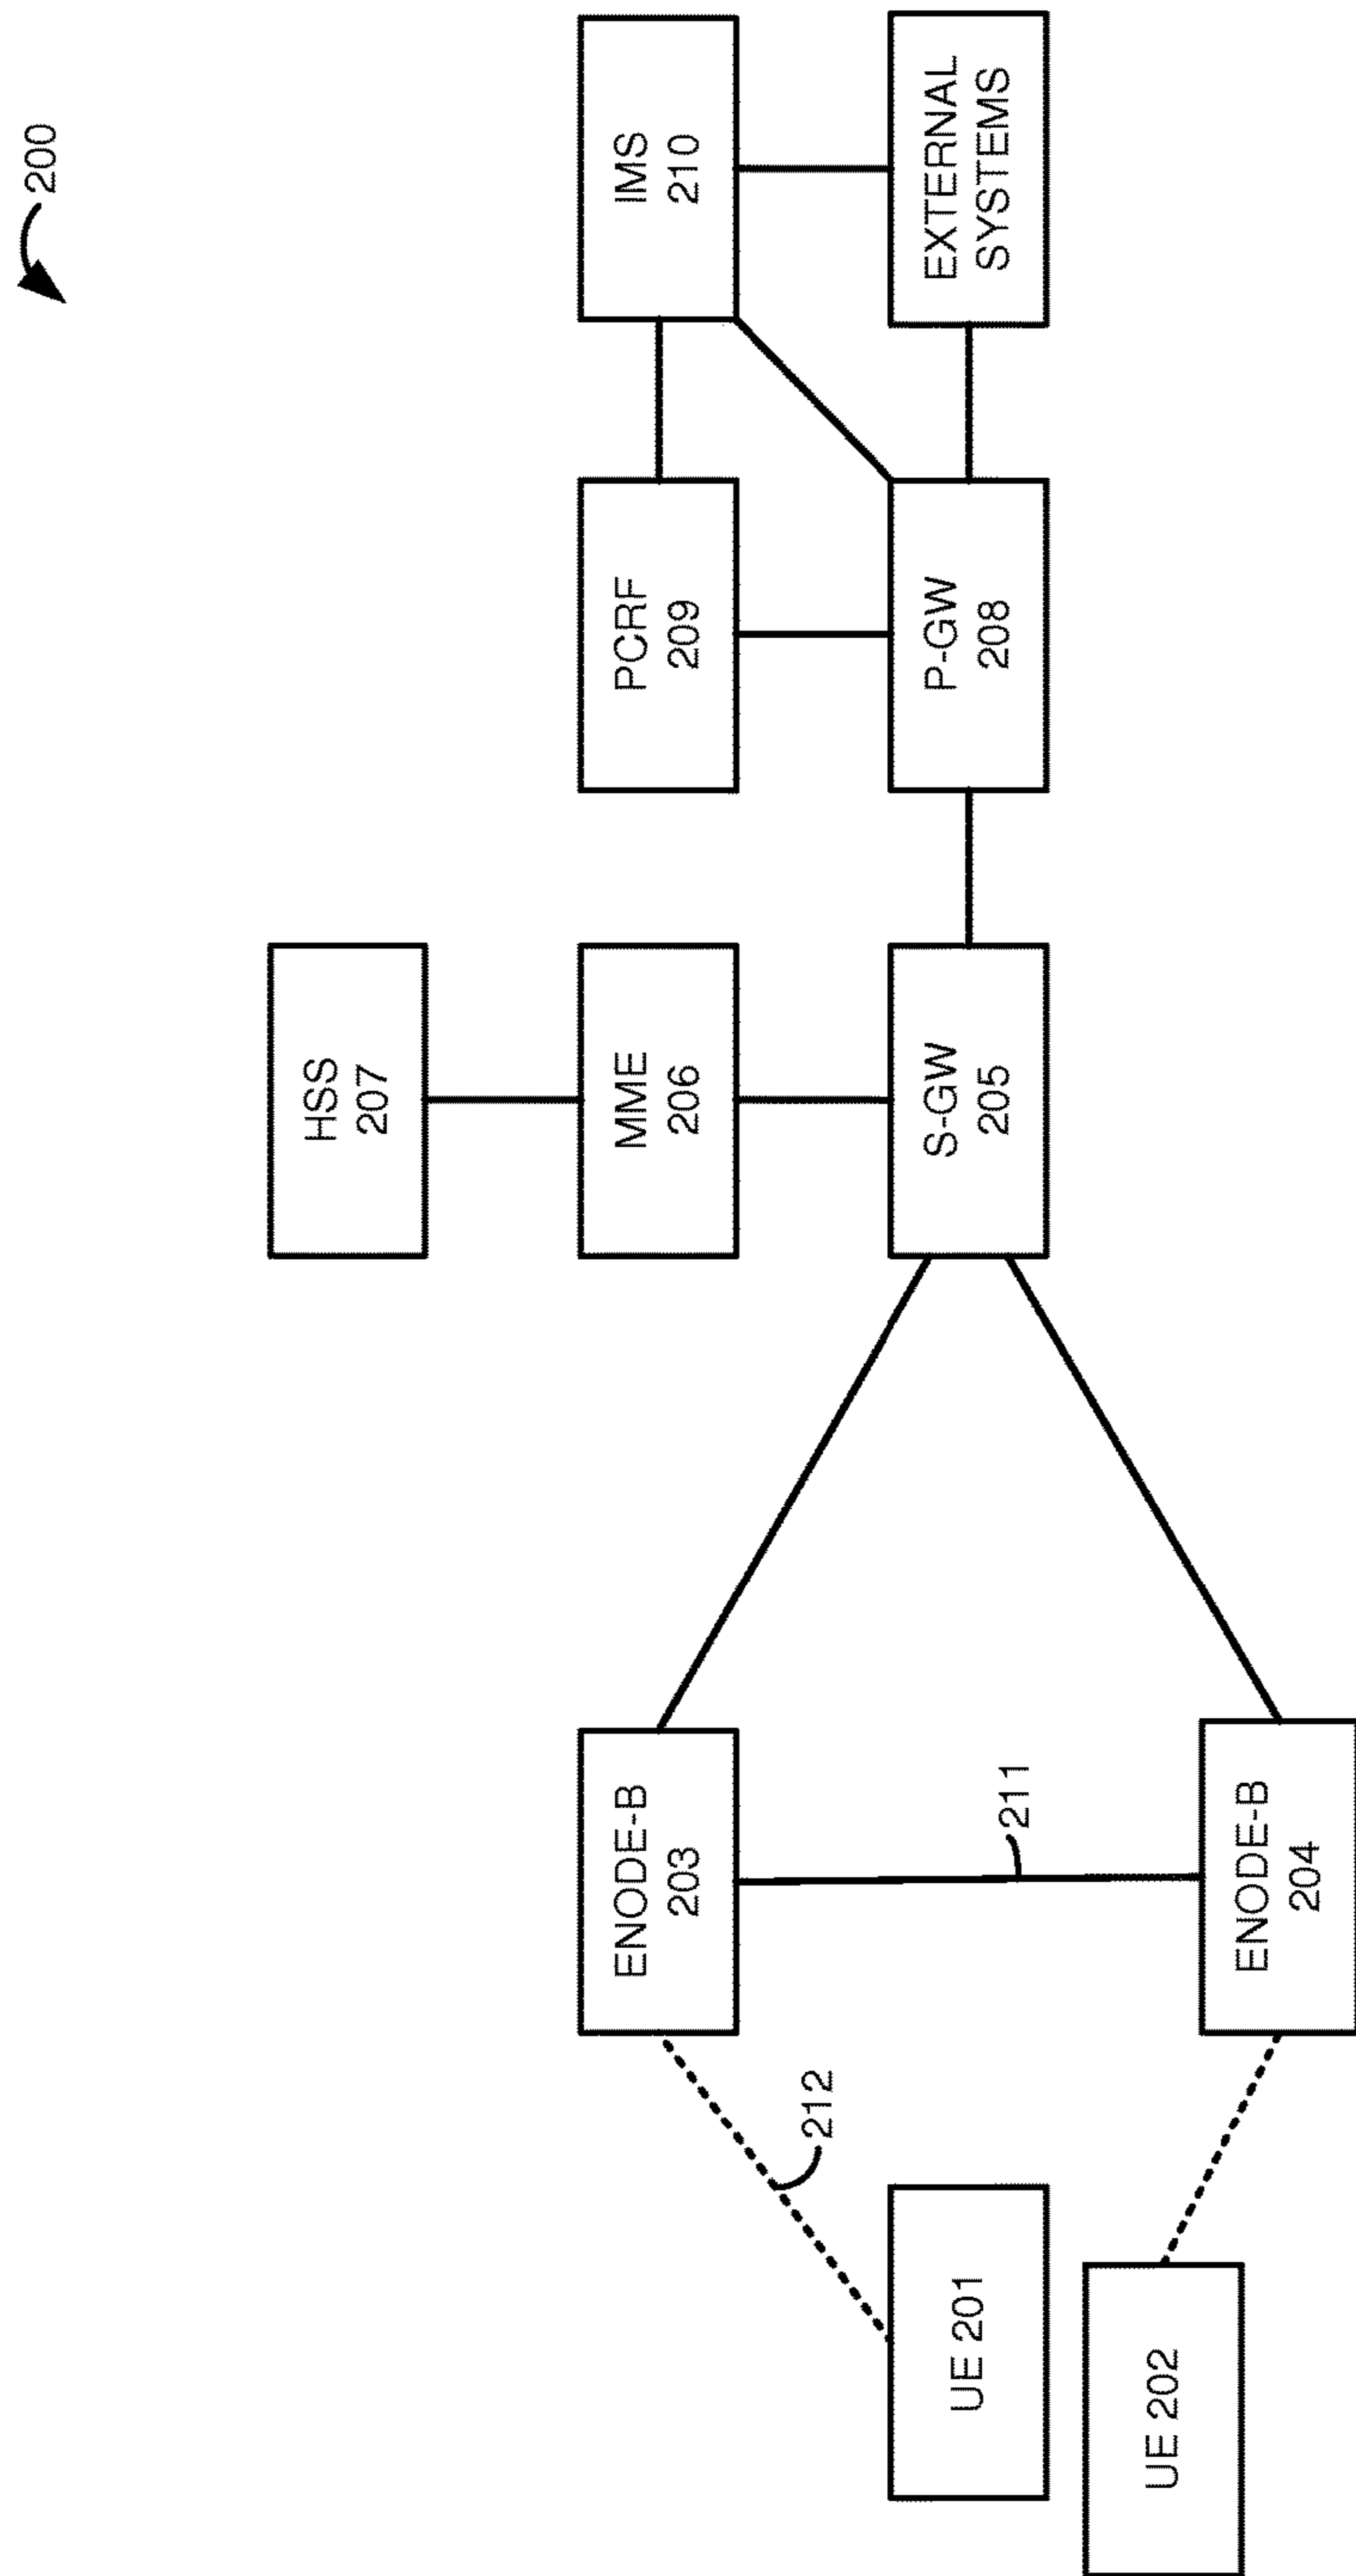 200
HSS
207
ENODE-B
203
MME
206
PCRF
209
IMS
210
212
UE 201
211
S-GW
205
P-GW
208
EXTERNAL
SYSTEMS
UE 202
ENODE-B
204